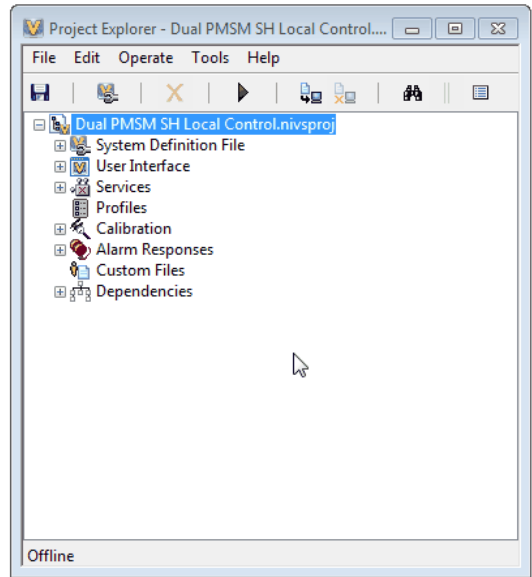 Project Explorer - Dual PMSM SH Local Control....
File Edit Operate Tools Help
Dual PMSM SH Local Control.nivsproj
System Definition File
User Interface
Services
Profiles
Calibration
Alarm Responses
Custom Files
Dependencies
Offline